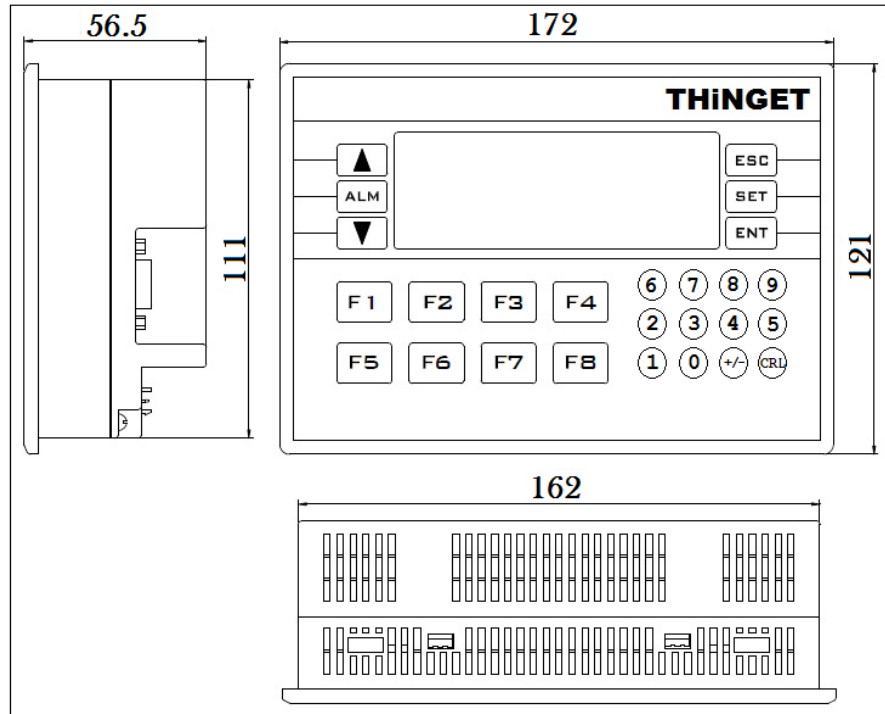 56.5
172
THiNGET
ESC
ALM
SET
ENT
111
121
F1 F2 F3 F4
6 7 8 9
2 3 4 5
F5 F6 F7 F8
1 0 +/- CRL
162